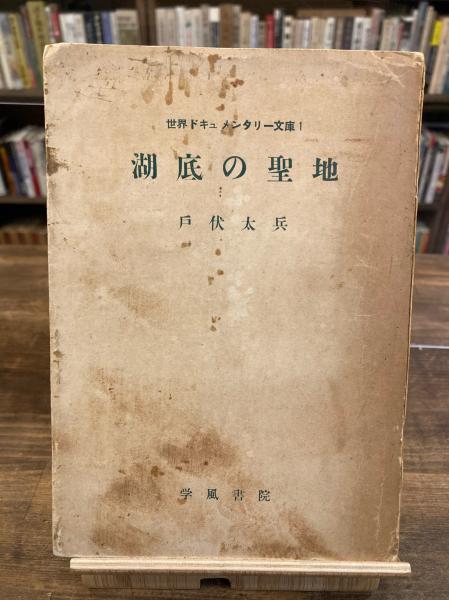 世界ドキュメンタリー文庫1
湖底の聖地
戸伏太兵
学風書院